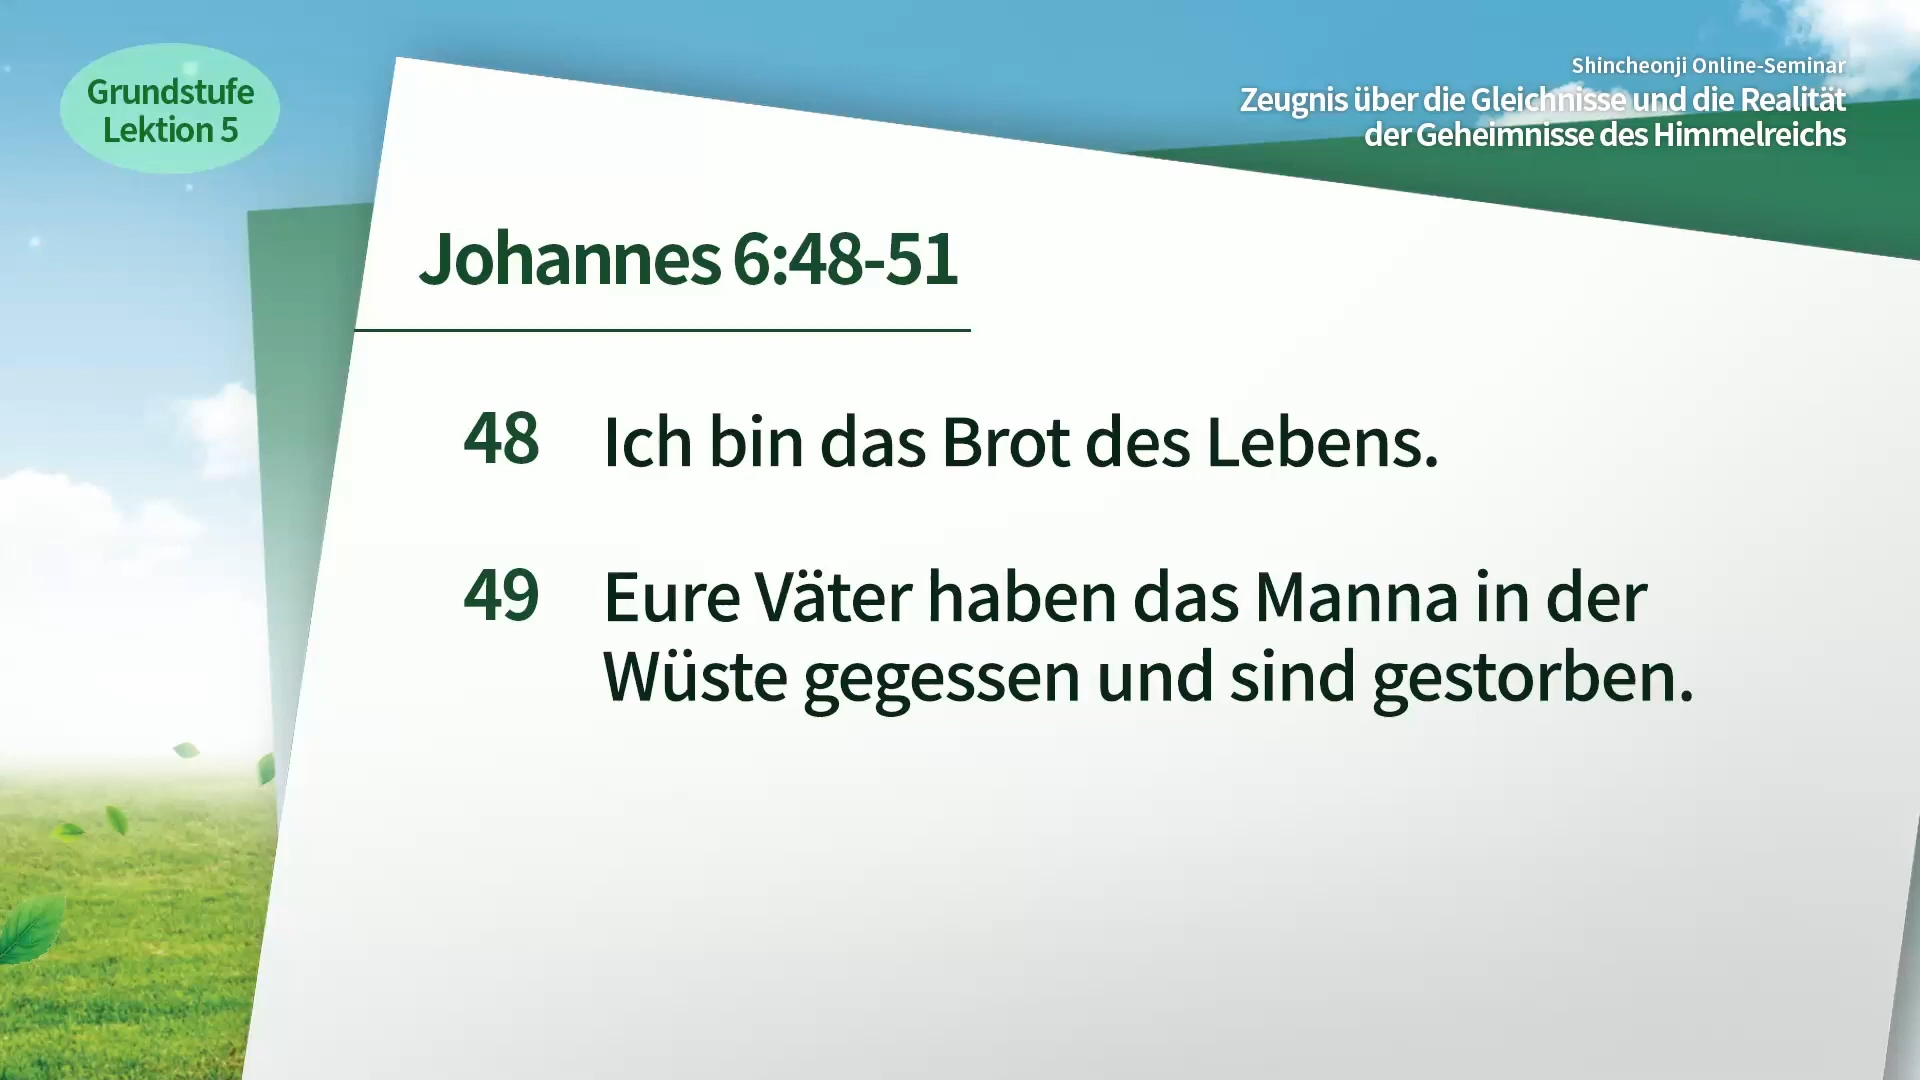 Grundstufe
Lektion 5
Shincheonji Online-Seminar
Zeugnis über die Gleichnisse und die Realität
der Geheimnisse des Himmelreichs
Johannes 6:48-51
48 Ich bin das Brot des Lebens.
49 Eure Väter haben das Manna in der
Wüste gegessen und sind gestorben.